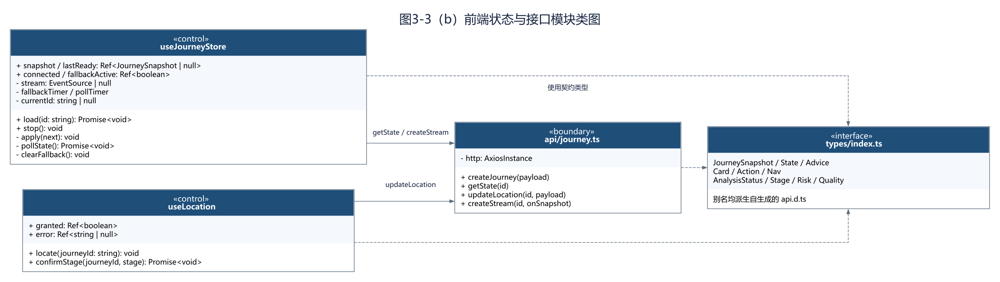 图3-3（b）前端状态与接口模块类图
«control»
useJourneyStore
+ snapshot / lastReady: Ref<JourneySnapshot | null>
+ connected / fallbackActive: Ref<boolean>
- stream: EventSource | null
- fallbackTimer / pollTimer
- currentId: string | null
+ load(id: string): Promise<void>
+ stop(): void
- apply(next): void
- pollState(): Promise<void>
- clearFallback(): void
使用契约类型
getState / createStream
updateLocation
«boundary»
api/journey.ts
- http: AxiosInstance
+ createJourney(payload)
+ getState(id)
+ updateLocation(id, payload)
+ createStream(id, onSnapshot)
«interface»
types/index.ts
JourneySnapshot / State / Advice
Card / Action / Nav
AnalysisStatus / Stage / Risk / Quality
别名均派生自生成的 api.d.ts
«control»
useLocation
+ granted: Ref<boolean>
+ error: Ref<string | null>
+ locate(journeyId: string): void
+ confirmStage(journeyId, stage): Promise<void>